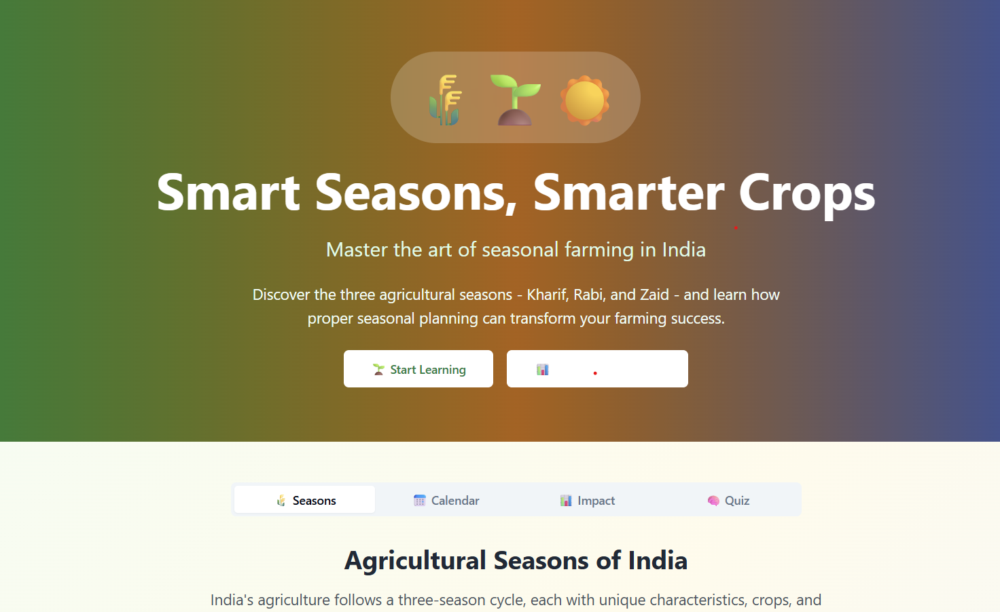 Smart Seasons, Smarter Crops
Master the art of seasonal farming in India
Discover the three agricultural seasons - Kharif, Rabi, and Zaid - and learn how
proper seasonal planning can transform your farming success.
Start Learning
Seasons
Calendar
Impact
Quiz
Agricultural Seasons of India
India's agriculture follows a three-season cycle, each with unique characteristics, crops, and